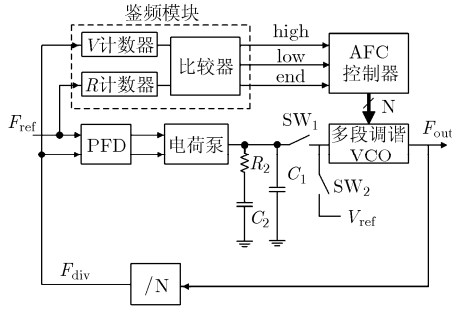 鉴频模块
V计数器
R计数器
比较器
high
low
end
AFC
控制器
N
F_ref
PFD
电荷泵
R_2
C_2
C_1
SW_1
SW_2
V_ref
多段调谐
VCO
F_out
F_div
/N